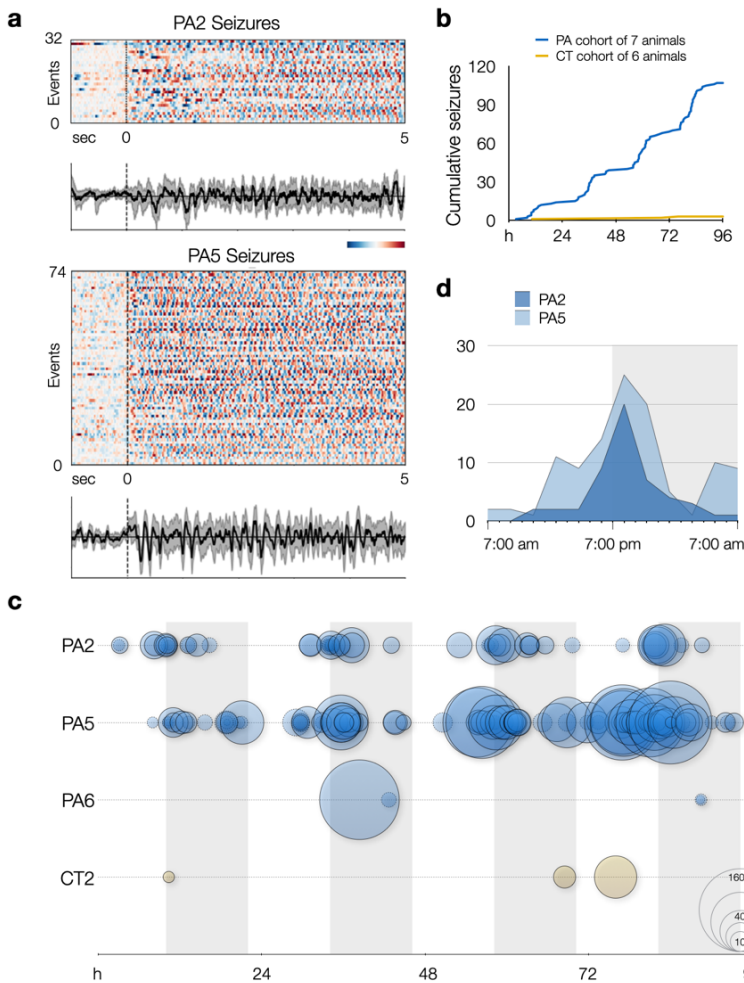 a
PA2 Seizures
32
Events
0
sec 0 5
PA5 Seizures
74
Events
0
sec 0 5
b
PA cohort of 7 animals
CT cohort of 6 animals
Cumulative seizures
120
90
60
30
0
h 24 48 72 96
d
PA2
PA5
30
20
10
0
7:00 am 7:00 pm 7:00 am
c
PA2
PA5
PA6
CT2
160
40
10
h 24 48 72 9